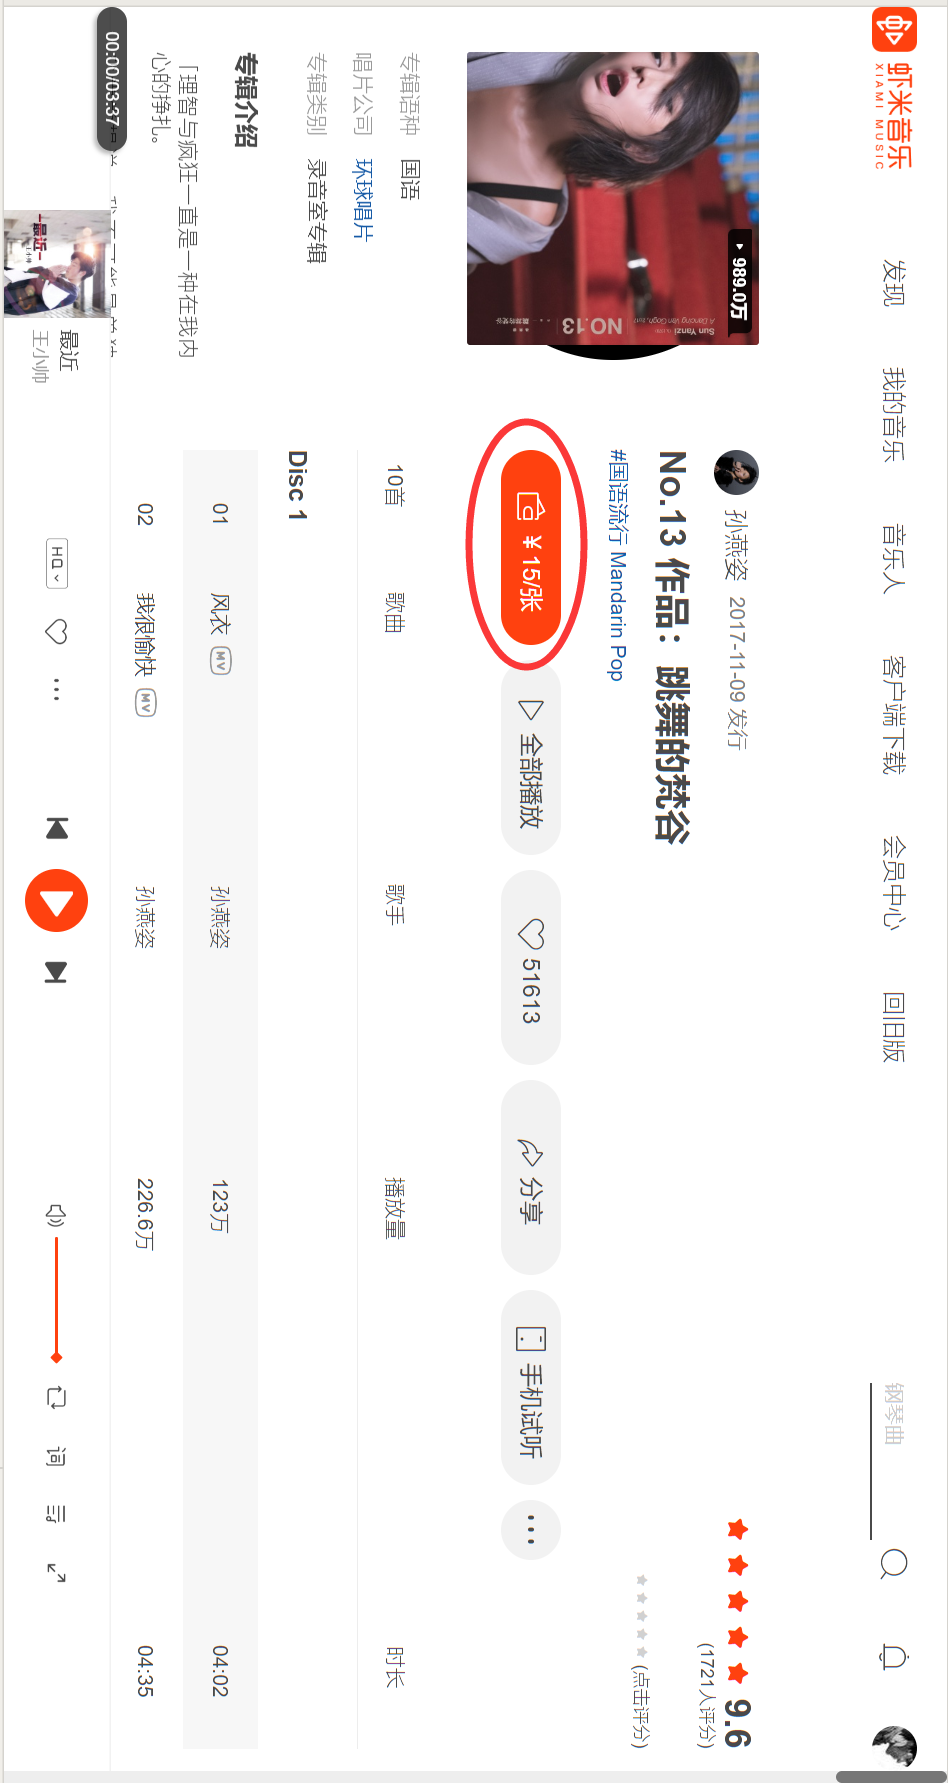 虾米音乐
XIAMI MUSIC
发现
我的音乐
音乐人
客户端下载
会员中心
回旧版
钢琴曲
989.0万
Sun Yanzi
A Dancing Van Gogh
NO.13
孙燕姿 2017-11-09 发行
No.13 作品：跳舞的梵谷
#国语流行 Mandarin Pop
9.6
(1721人评分)
(点击评分)
¥ 15/张
全部播放
51613
分享
手机试听
专辑语种 国语
唱片公司 环球唱片
专辑类别 录音室专辑
专辑介绍
「理智与疯狂一直是一种在我内
心的挣扎。
10首 歌曲 歌手 播放量 时长
Disc 1
01 风衣 MV 孙燕姿 123万 04:02
02 我很愉快 MV 孙燕姿 226.6万 04:35
00:00/03:37
最近
最近
王小帅
HQ
词